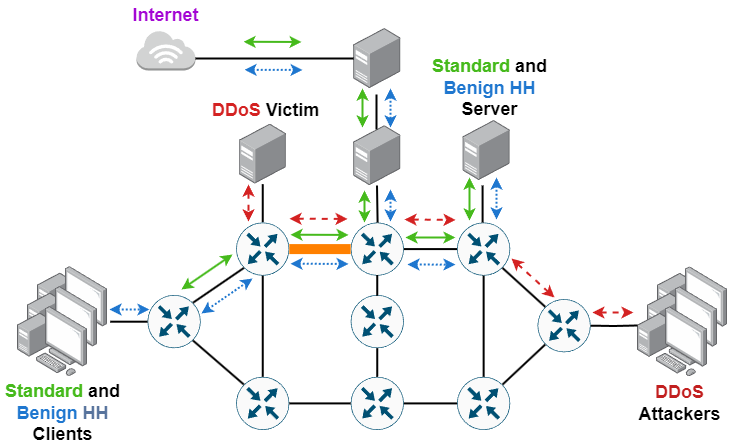 Internet
Standard and
Benign HH
Server
DDoS Victim
Standard and
Benign HH
Clients
DDoS
Attackers